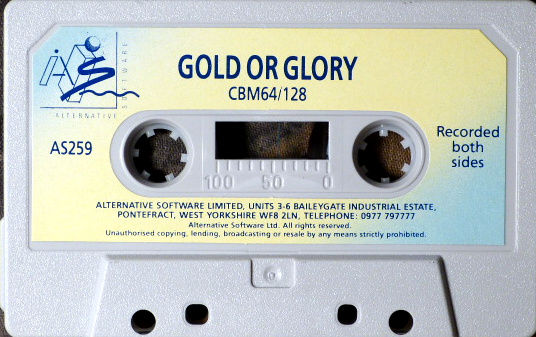 GOLD OR GLORY
CBM64/128
ALTERNATIVE
SOFTWARE
AS259
Recorded
both
sides
100 50 0
ALTERNATIVE SOFTWARE LIMITED, UNITS 3-6 BAILEYGATE INDUSTRIAL ESTATE,
PONTEFRACT, WEST YORKSHIRE WF8 2LN, TELEPHONE: 0977 797777
Alternative Software Ltd. All rights reserved.
Unauthorised copying, lending, broadcasting or resale by any means strictly prohibited.